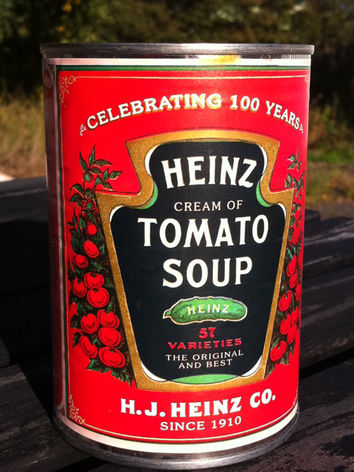 CELEBRATING 100 YEARS
HEINZ
CREAM OF
TOMATO
SOUP
HEINZ
57
VARIETIES
THE ORIGINAL
AND BEST
H.J. HEINZ CO.
SINCE 1910